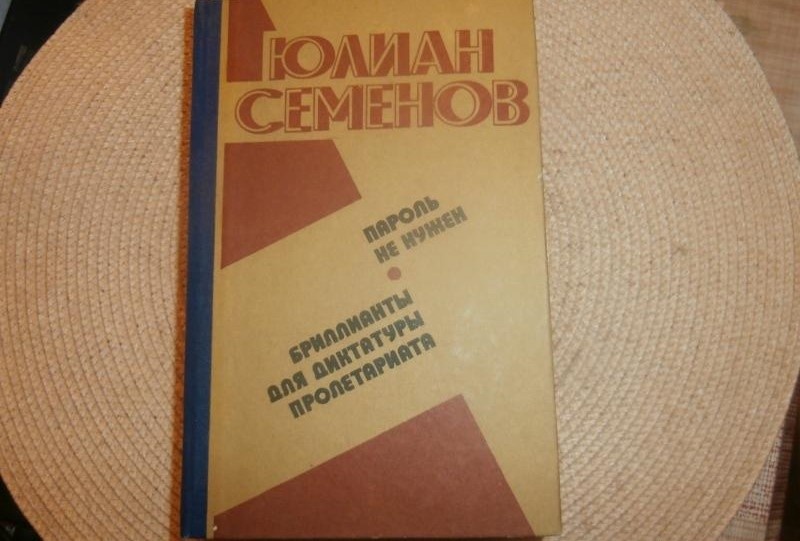 ЮЛИАН
СЕМЕНОВ
ПАРОЛЬ
НЕ НУЖЕН
БРИЛЛИАНТЫ
ДЛЯ ДИКТАТУРЫ
ПРОЛЕТАРИАТА